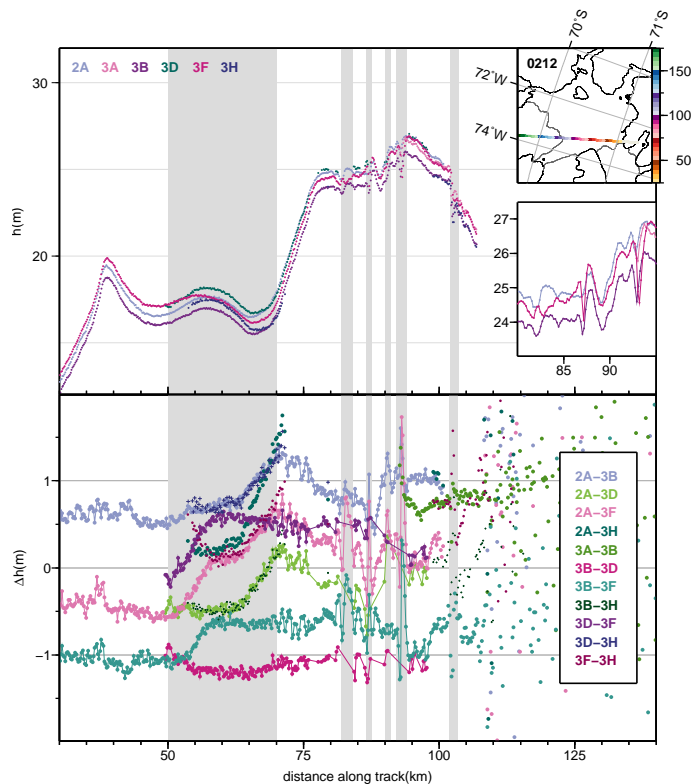 70°S
71°S
72°W
74°W
0212
150
100
50
2A 3A 3B 3D 3F 3H
30
20
h(m)
27
26
25
24
85 90
1
0
−1
Δh(m)
2A−3B
2A−3D
2A−3F
2A−3H
3A−3B
3B−3D
3B−3F
3B−3H
3D−3F
3D−3H
3F−3H
50 75 100 125
distance along track(km)